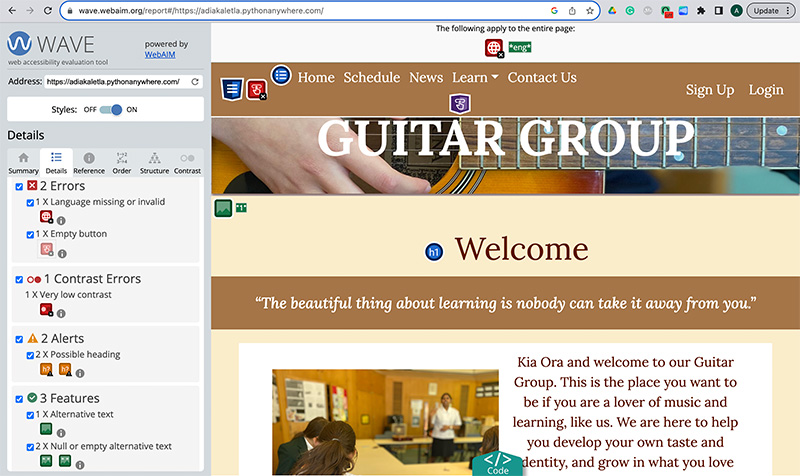 wave.webaim.org/report#/https://adiakaletla.pythonanywhere.com/
A
Update
WAVE
web accessibility evaluation tool
powered by
WebAIM
Address: https://adiakaletla.pythonanywhere.com/
Styles: OFF ON
Details
Summary Details Reference Order Structure Contrast
2 Errors
1 X Language missing or invalid
1 X Empty button
1 Contrast Errors
1 X Very low contrast
2 Alerts
2 X Possible heading
h? h?
3 Features
1 X Alternative text
2 X Null or empty alternative text
The following apply to the entire page:
*eng*
Home Schedule News Learn Contact Us
Sign Up Login
GUITAR GROUP
h1 Welcome
“The beautiful thing about learning is nobody can take it away from you.”
Kia Ora and welcome to our Guitar
Group. This is the place you want to
be if you are a lover of music and
learning, like us. We are here to help
you develop your own taste and
identity, and grow in what you love
</> Code